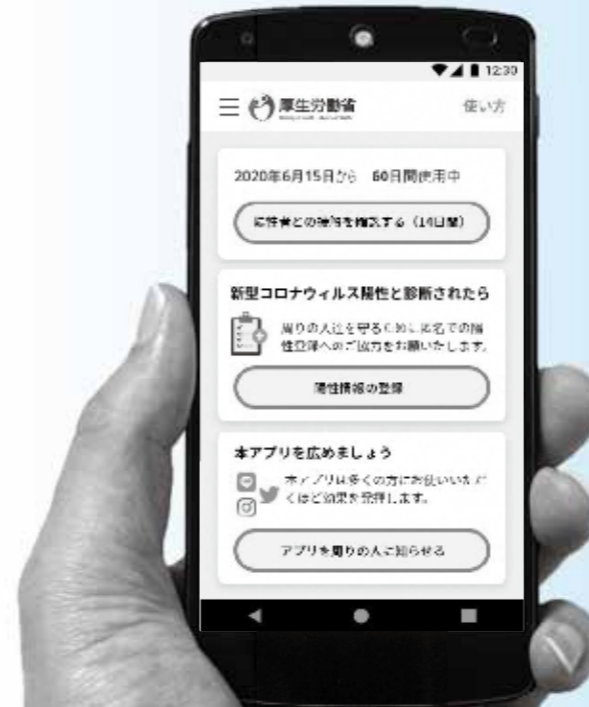 12:30
厚生労働省
使い方
2020年6月15日から 60日間使用中
陽性者との接触を確認する（14日間）
新型コロナウィルス陽性と診断されたら
周りの人達を守るために匿名での陽
性登録へのご協力をお願いたします。
陽性情報の登録
本アプリを広めましょう
本アプリは多くの方にお使いいただ
くほど効果を発揮します。
アプリを周りの人に知らせる